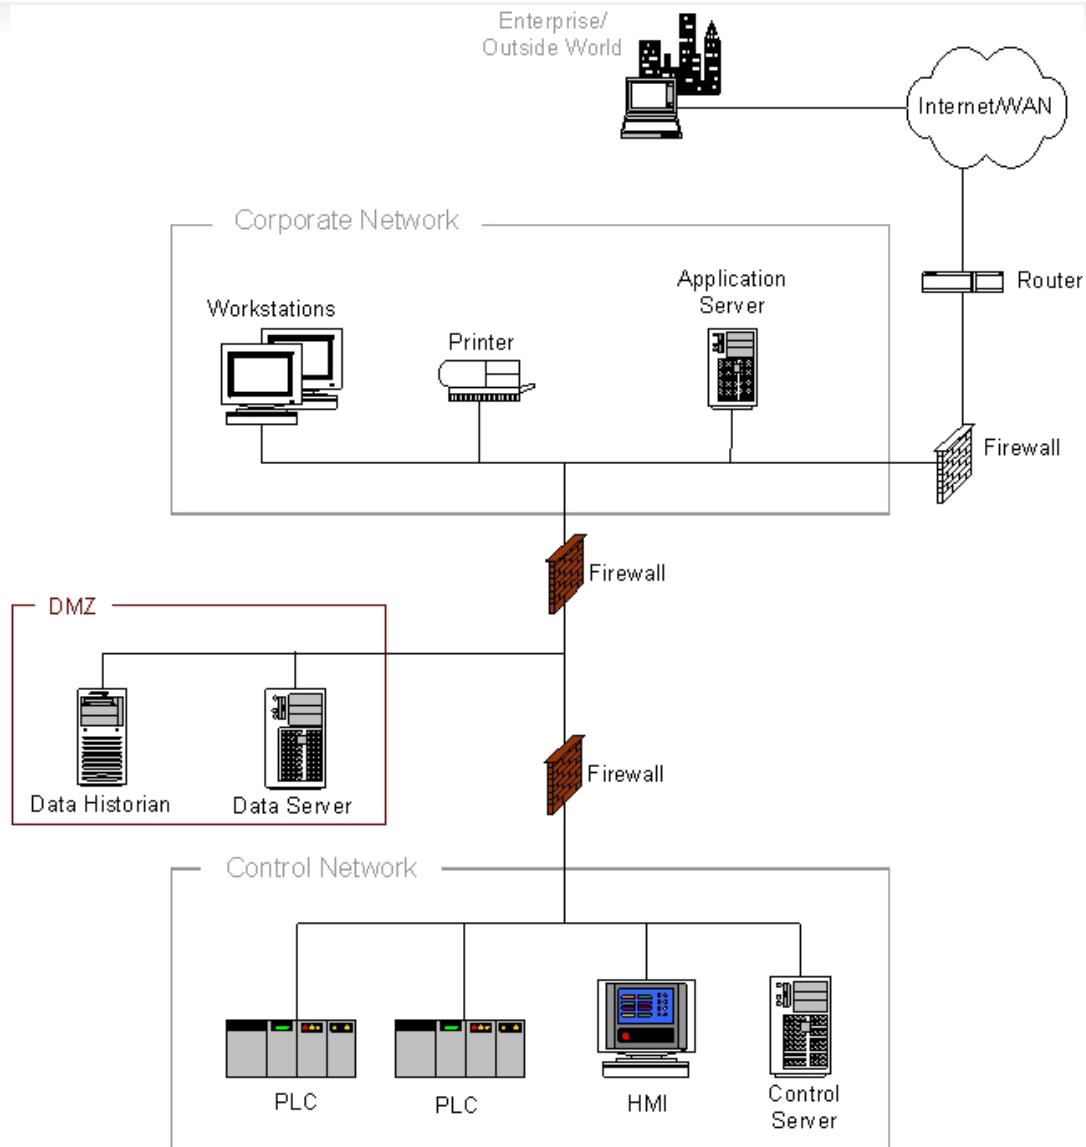 Enterprise/
Outside World
Internet/WAN
Corporate Network
Router
Application
Server
Workstations
Printer
Firewall
Firewall
DMZ
Firewall
Data Historian
Data Server
Control Network
PLC
PLC
HMI
Control
Server